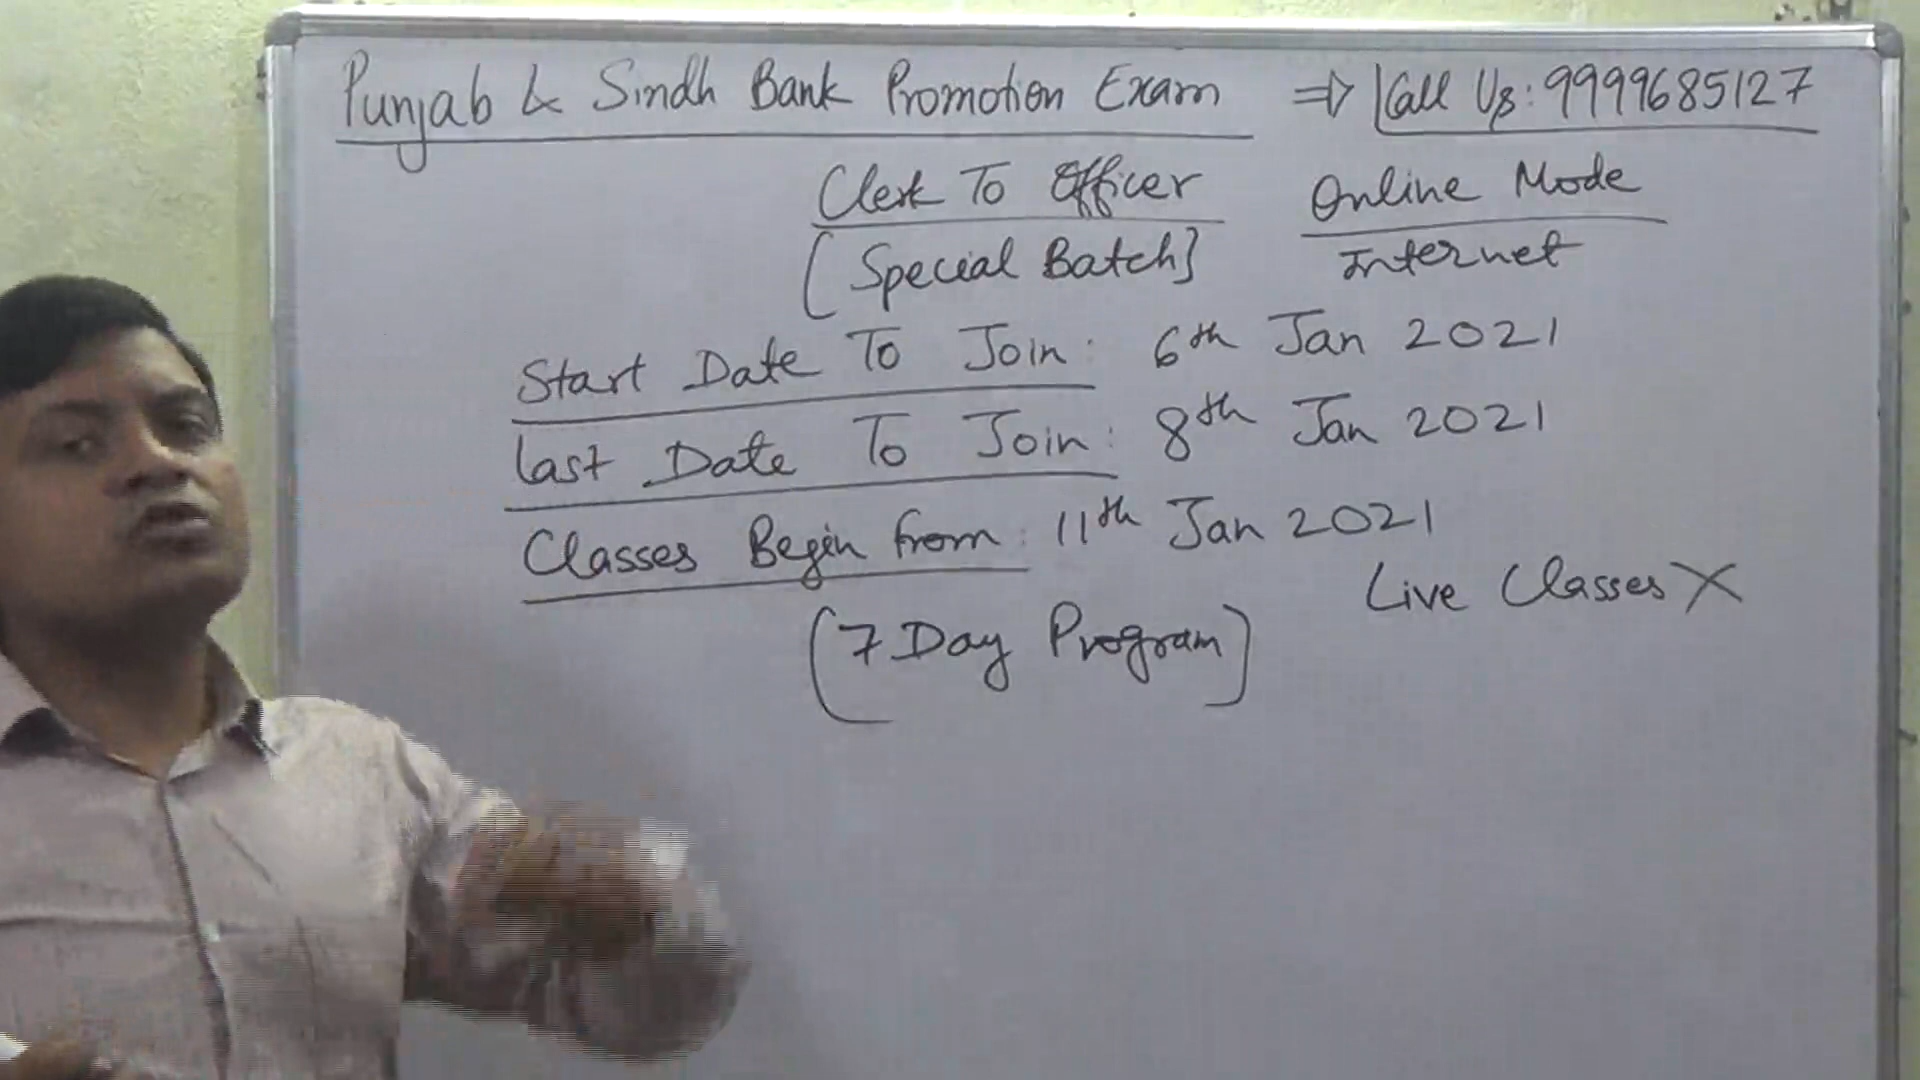 Punjab & Sindh Bank Promotion Exam ⇒ Call Us: 9999685127
Clerk To Officer Online Mode
[Special Batch] Internet
Start Date To Join: 6th Jan 2021
Last Date To Join: 8th Jan 2021
Classes Begin from: 11th Jan 2021
Live Classes X
(7 Day Program)